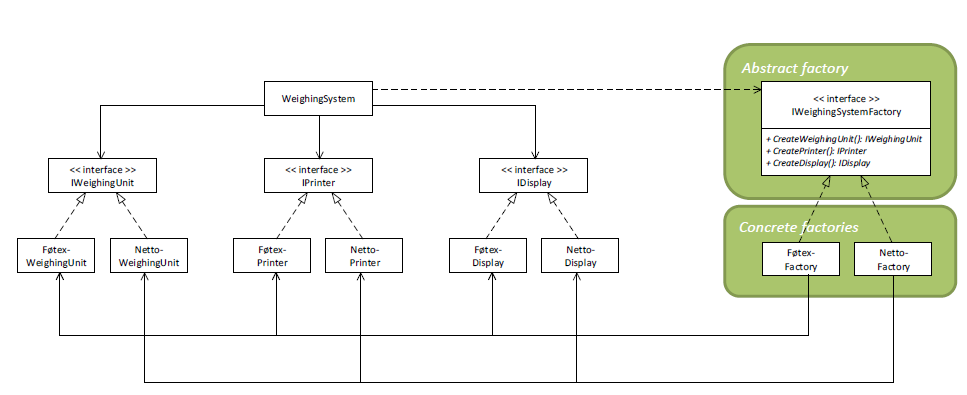 Abstract factory
WeighingSystem
<< interface >>
IWeighingSystemFactory
+ CreateWeighingUnit(): IWeighingUnit
+ CreatePrinter(): IPrinter
+ CreateDisplay(): IDisplay
<< interface >>
IWeighingUnit
<< interface >>
IPrinter
<< interface >>
IDisplay
Concrete factories
Føtex-
WeighingUnit
Netto-
WeighingUnit
Føtex-
Printer
Netto-
Printer
Føtex-
Display
Netto-
Display
Føtex-
Factory
Netto-
Factory